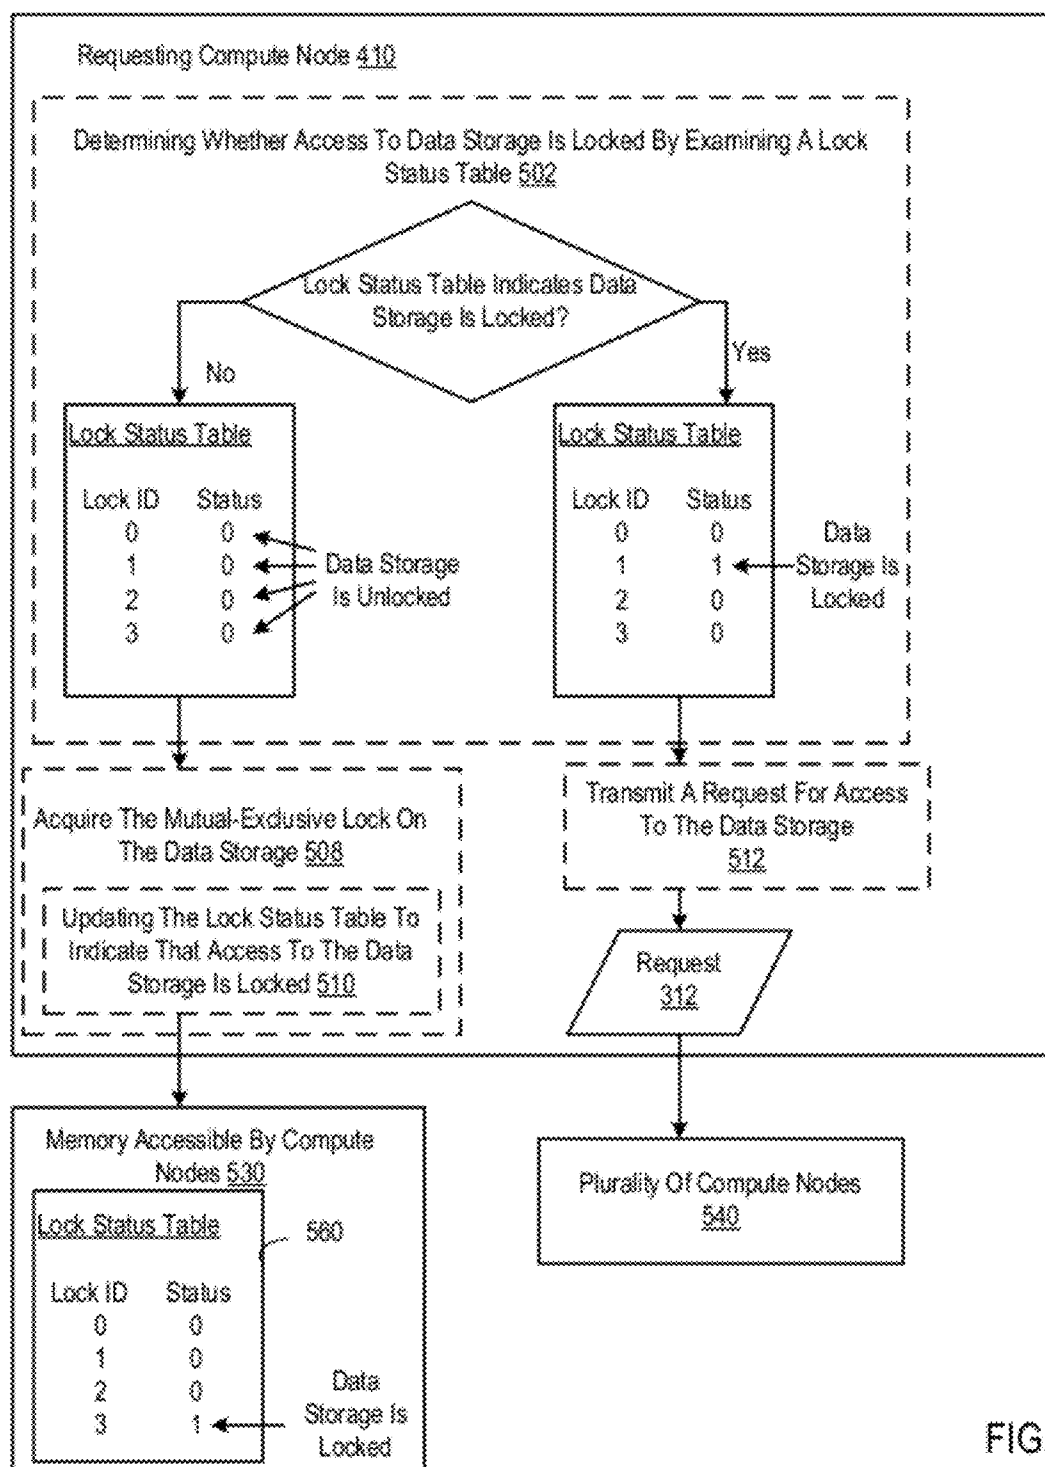 Requesting Compute Node 410
Determining Whether Access To Data Storage Is Locked By Examining A Lock
Status Table 502
Lock Status Table Indicates Data
Storage Is Locked?
No
Yes
Lock Status Table
Lock ID Status
0 0
1 0
2 0
3 0
Data Storage
Is Unlocked
Lock Status Table
Lock ID Status
0 0
1 1
2 0
3 0
Data
Storage Is
Locked
Acquire The Mutual-Exclusive Lock On
The Data Storage 508
Updating The Lock Status Table To
Indicate That Access To The Data
Storage Is Locked 510
Transmit A Request For Access
To The Data Storage
512
Request
312
Memory Accessible By Compute
Nodes 530
Lock Status Table
560
Lock ID Status
0 0
1 0
2 0
3 1
Data
Storage Is
Locked
Plurality Of Compute Nodes
540
FIG